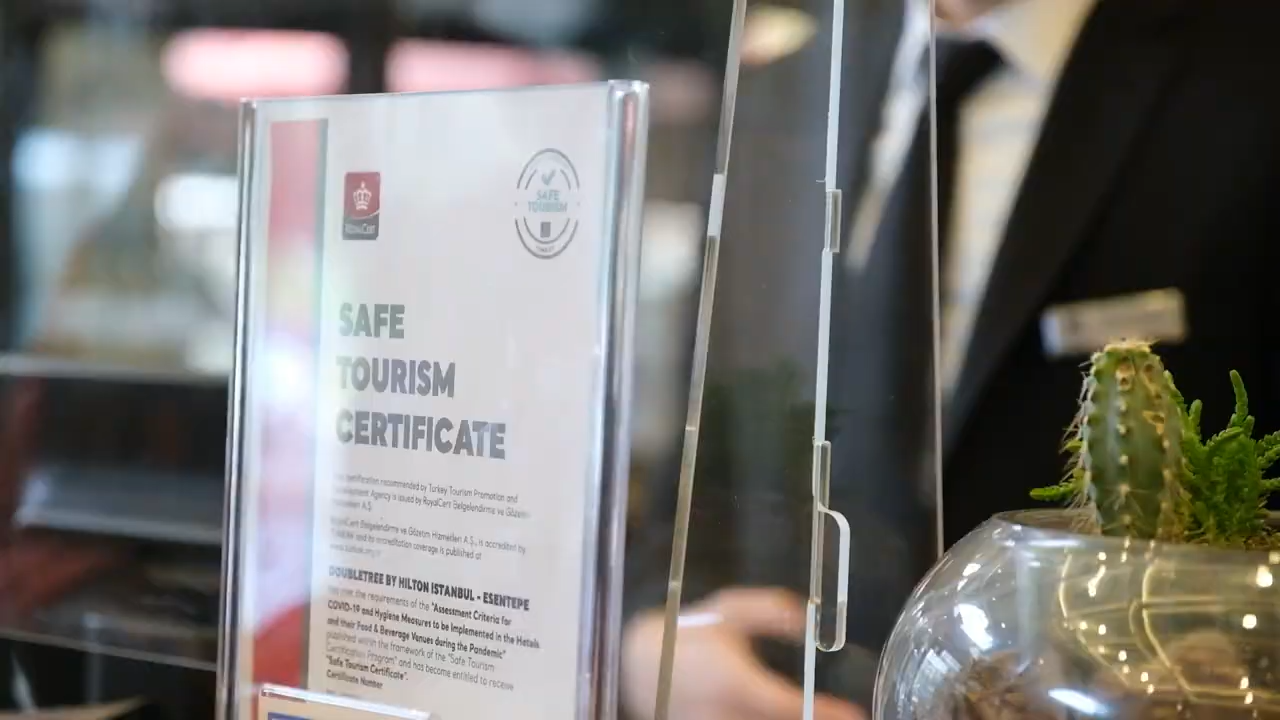 RoyalCert
SAFE
TOURISM
TURKEY
SAFE
TOURISM
CERTIFICATE
This certification recommended by Turkey Tourism Promotion and
Development Agency is issued by RoyalCert Belgelendirme ve Gözetim
Hizmetleri A.Ş.
RoyalCert Belgelendirme ve Gözetim Hizmetleri A.Ş., is accredited by
and its accreditation coverage is published at
DOUBLETREE BY HILTON ISTANBUL - ESENTEPE
has met the requirements of the "Assessment Criteria for
COVID-19 and Hygiene Measures to be Implemented in the Hotels
and their Food & Beverage Venues during the Pandemic"
published within the framework of the "Safe Tourism
Certification Program" and has become entitled to receive
"Safe Tourism Certificate".
Certificate Number